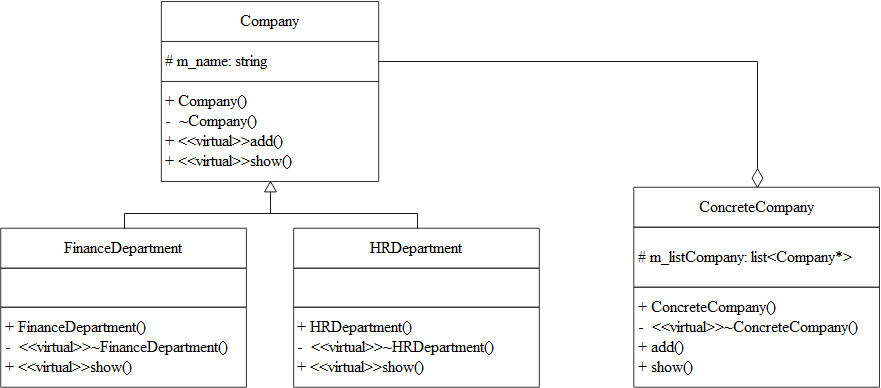 Company
# m_name: string
+ Company()
- ~Company()
+ <<virtual>>add()
+ <<virtual>>show()
ConcreteCompany
# m_listCompany: list<Company*>
+ ConcreteCompany()
- <<virtual>>~ConcreteCompany()
+ add()
+ show()
FinanceDepartment
+ FinanceDepartment()
- <<virtual>>~FinanceDepartment()
+ <<virtual>>show()
HRDepartment
+ HRDepartment()
- <<virtual>>~HRDepartment()
+ <<virtual>>show()